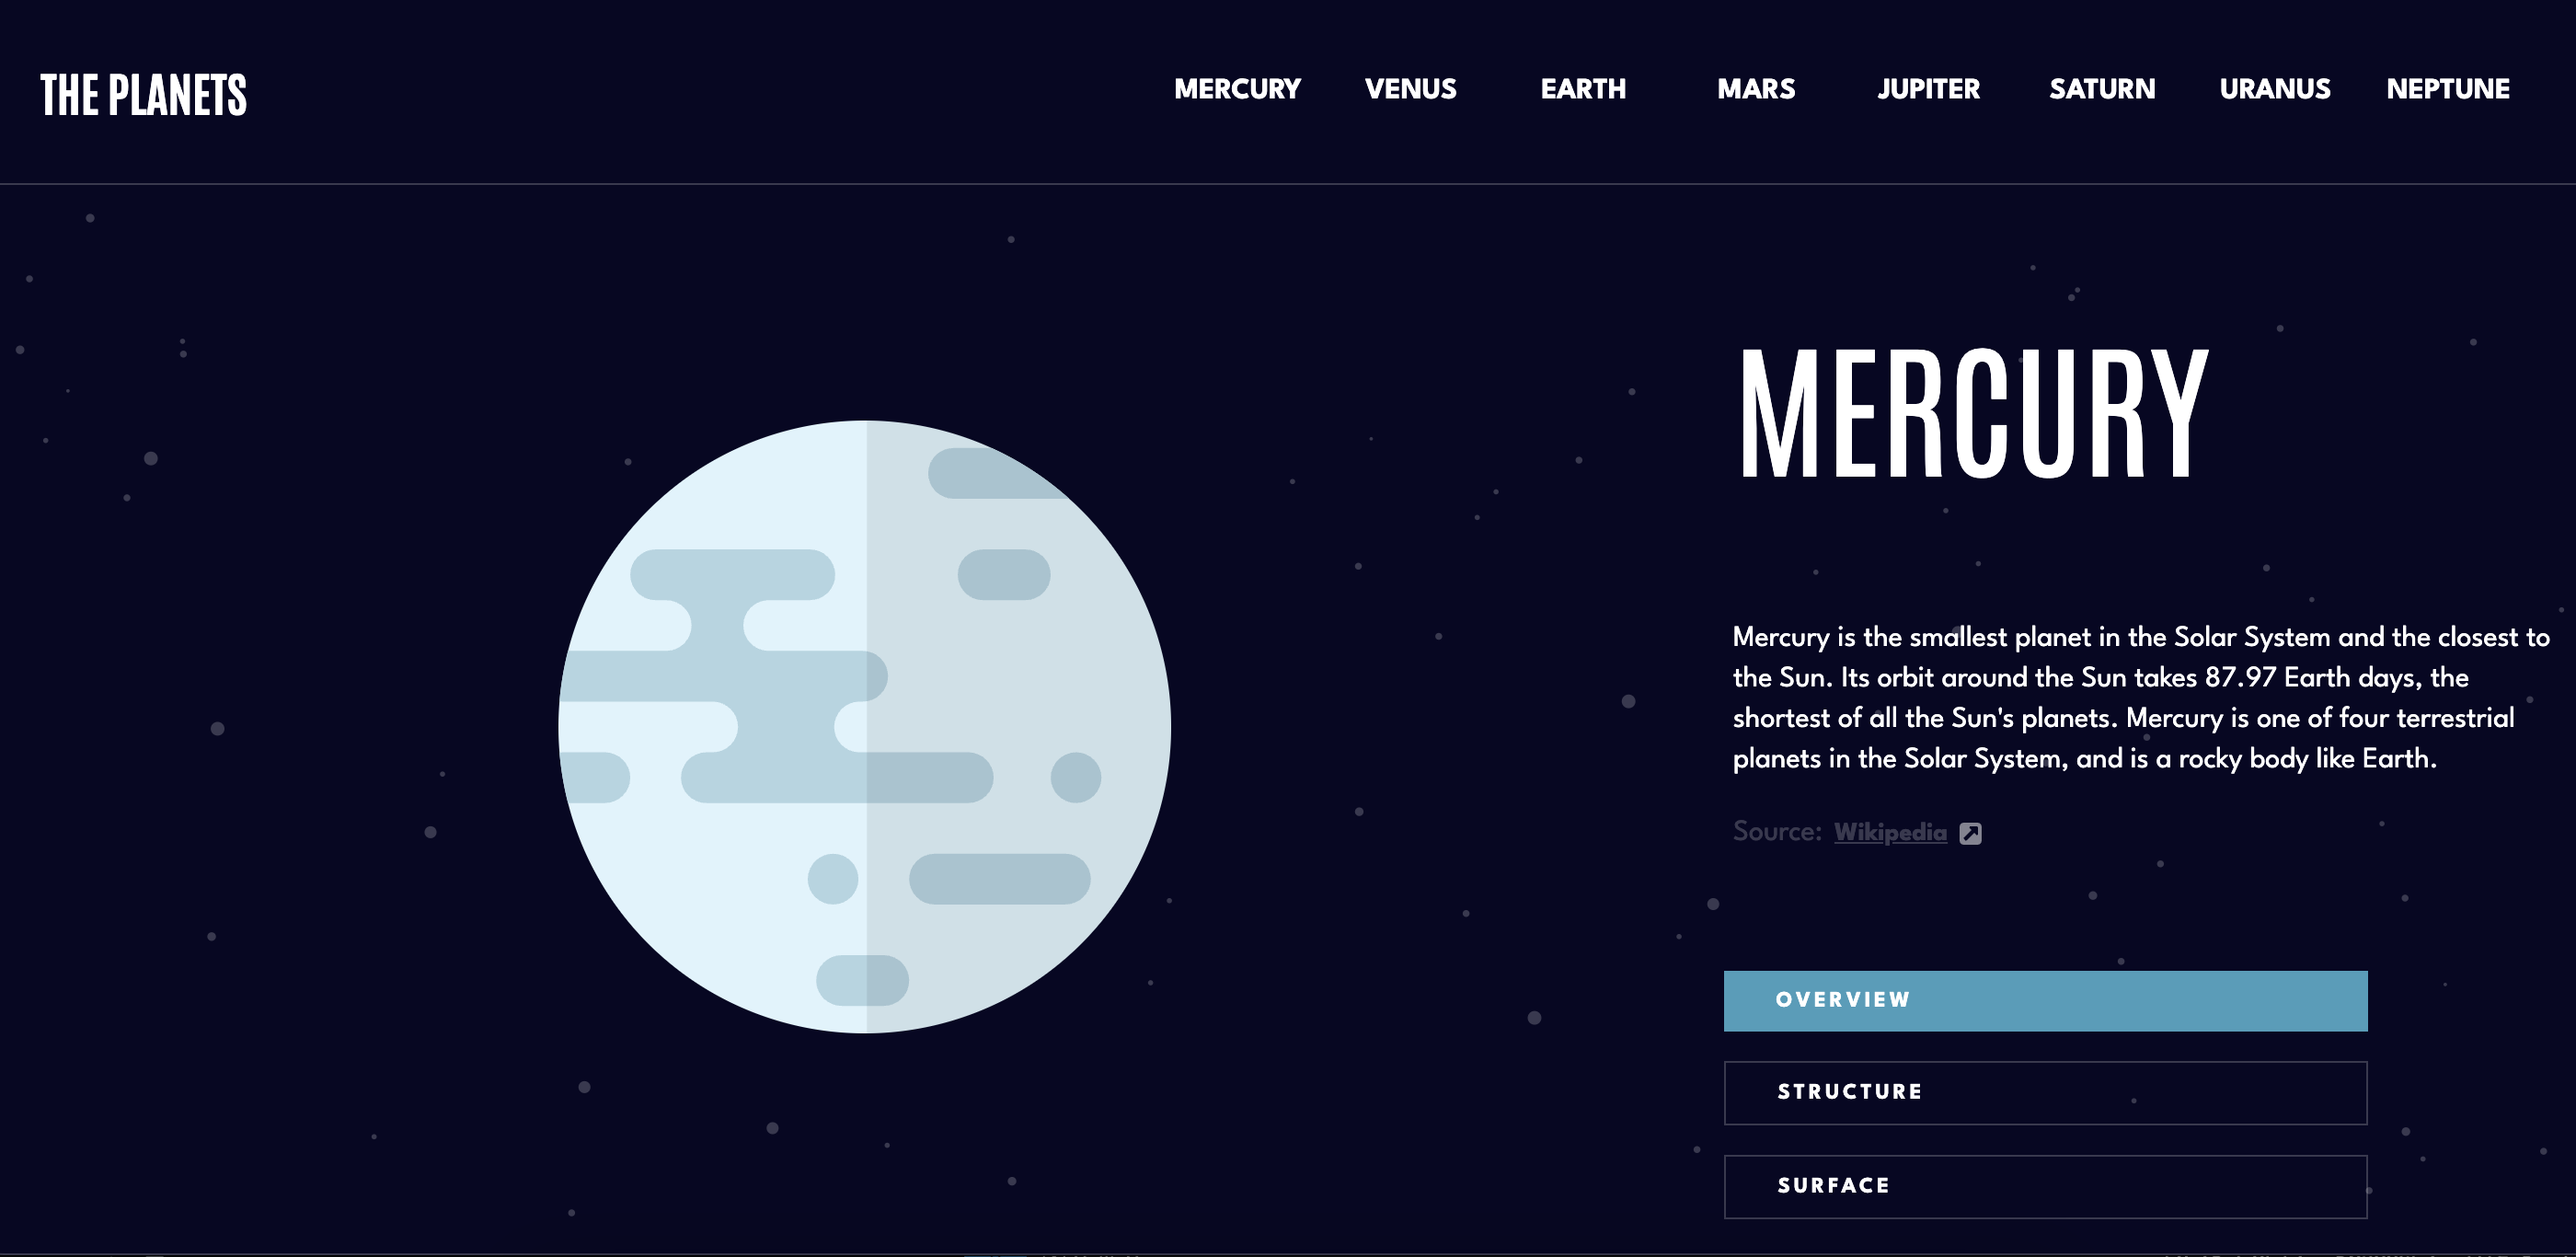 THE PLANETS
MERCURY VENUS EARTH MARS JUPITER SATURN URANUS NEPTUNE
MERCURY
Mercury is the smallest planet in the Solar System and the closest to
the Sun. Its orbit around the Sun takes 87.97 Earth days, the
shortest of all the Sun's planets. Mercury is one of four terrestrial
planets in the Solar System, and is a rocky body like Earth.
Source: Wikipedia
OVERVIEW
STRUCTURE
SURFACE